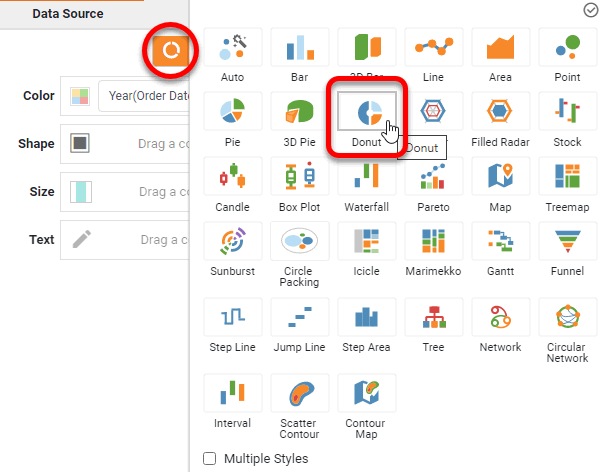 Data Source
Color
Year(Order Date
Shape
Drag a co
Size
Drag a co
Text
Drag a co
Auto
Bar
3D Bar
Line
Area
Point
Pie
3D Pie
Donut
Filled Radar
Stock
Donut
Candle
Box Plot
Waterfall
Pareto
Map
Treemap
Sunburst
Circle
Packing
Icicle
Marimekko
Gantt
Funnel
Step Line
Jump Line
Step Area
Tree
Network
Circular
Network
Interval
Scatter
Contour
Contour
Map
Multiple Styles